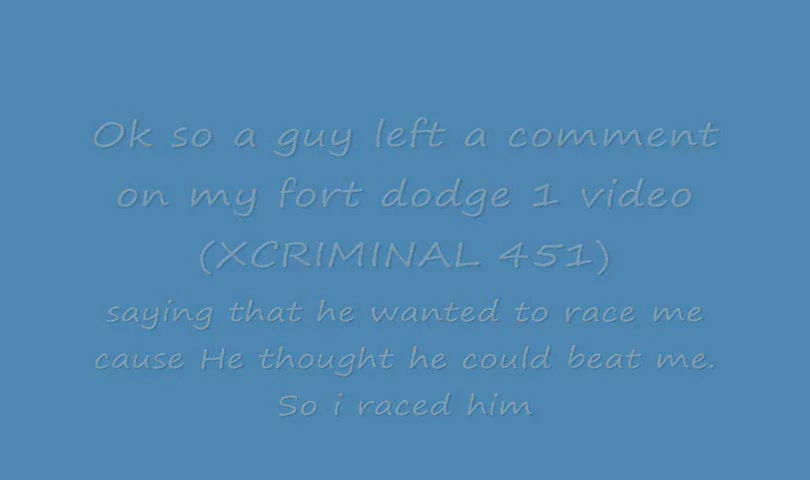 Ok so a guy left a comment
on my fort dodge 1 video
(XCRIMINAL 451)
saying that he wanted to race me
cause He thought he could beat me.
So i raced him